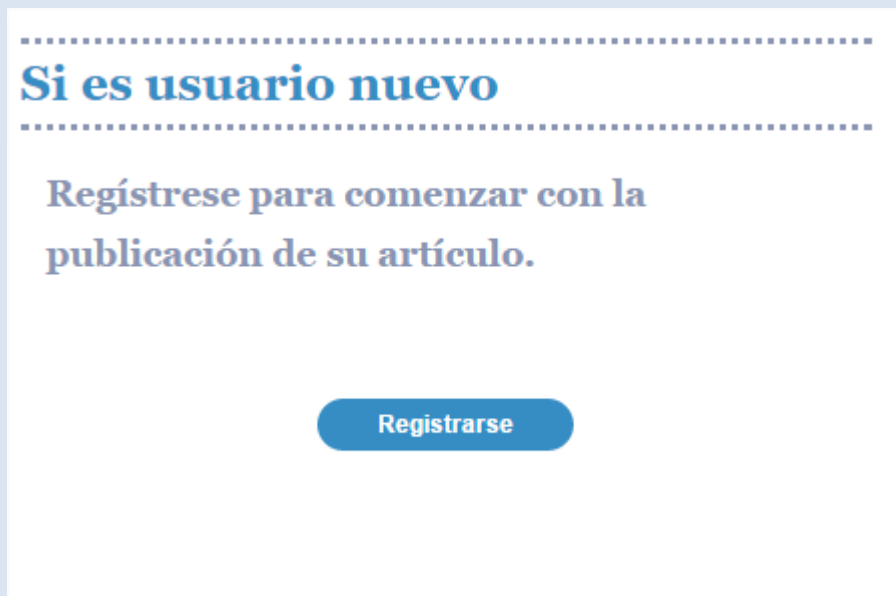 Si es usuario nuevo
Regístrese para comenzar con la
publicación de su artículo.
Registrarse